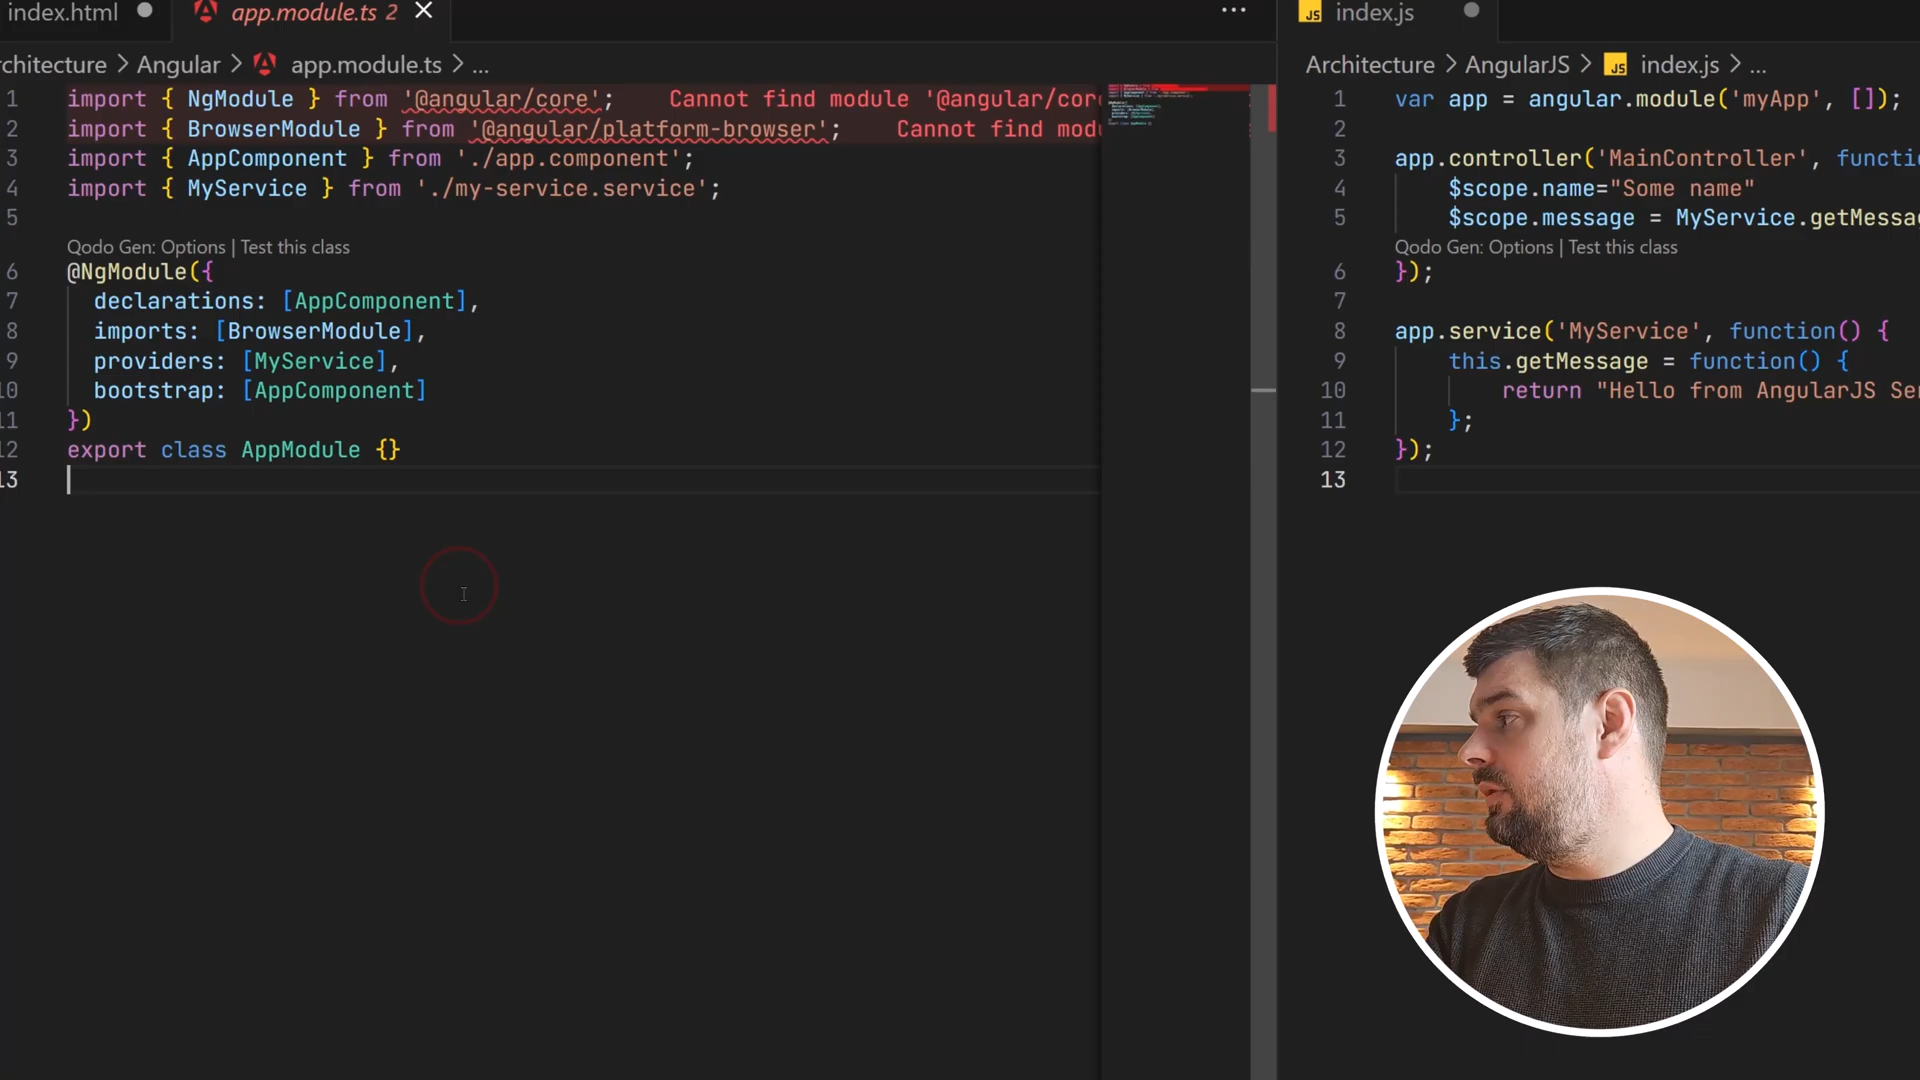 index.html
app.module.ts 2
rchitecture > Angular > app.module.ts > ...
1 import { NgModule } from '@angular/core'; Cannot find module '@angular/cor
2 import { BrowserModule } from '@angular/platform-browser'; Cannot find mod
3 import { AppComponent } from './app.component';
4 import { MyService } from './my-service.service';
5
Qodo Gen: Options | Test this class
6 @NgModule({
7 declarations: [AppComponent],
8 imports: [BrowserModule],
9 providers: [MyService],
10 bootstrap: [AppComponent]
11 })
12 export class AppModule {}
13
...
JS index.js
Architecture > AngularJS > JS index.js > ...
1 var app = angular.module('myApp', []);
2
3 app.controller('MainController', functi
4 $scope.name="Some name"
5 $scope.message = MyService.getMessa
Qodo Gen: Options | Test this class
6 });
7
8 app.service('MyService', function() {
9 this.getMessage = function() {
10 return "Hello from AngularJS Se
11 };
12 });
13